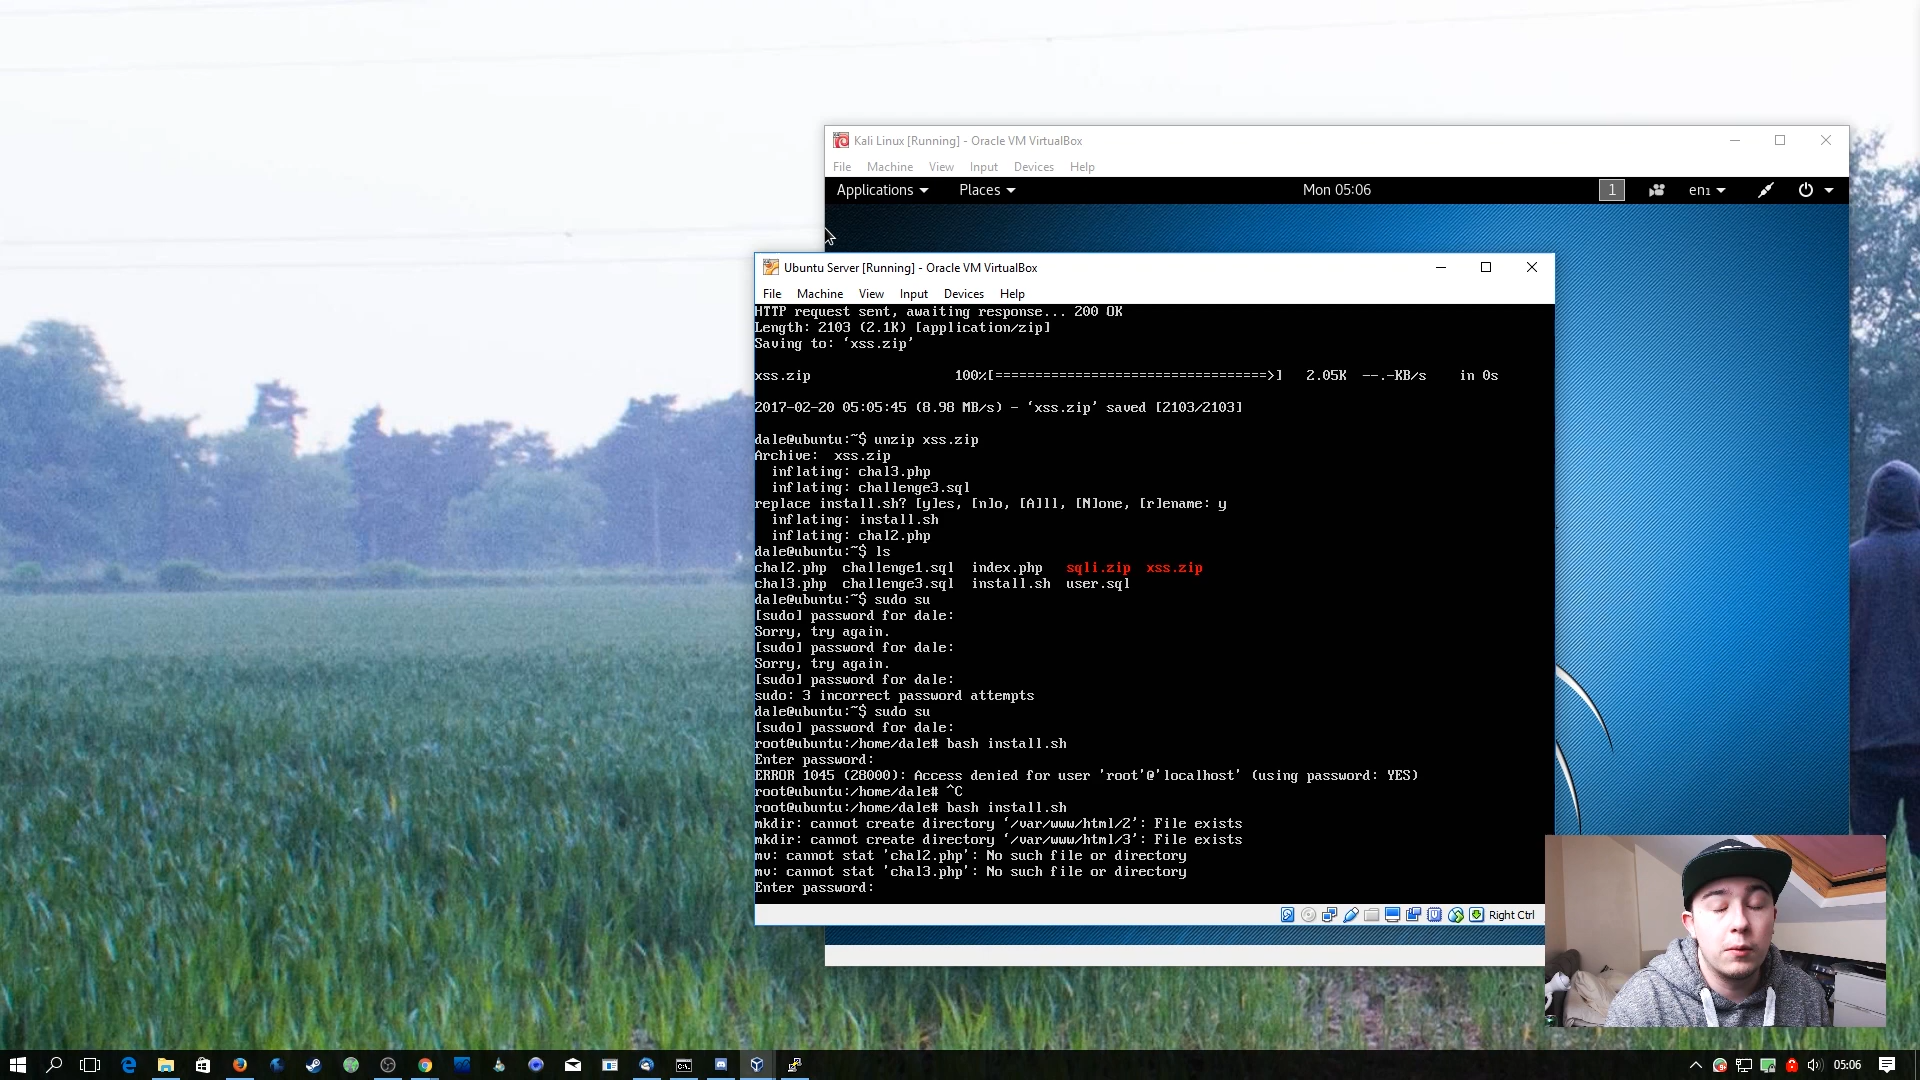 Kali Linux [Running] - Oracle VM VirtualBox
File Machine View Input Devices Help
Applications Places Mon 05:06 1 en1
Ubuntu Server [Running] - Oracle VM VirtualBox
File Machine View Input Devices Help
HTTP request sent, awaiting response... 200 OK
Length: 2103 (2.1K) [application/zip]
Saving to: ‘xss.zip’
xss.zip 100%[==================================>] 2.05K --.-KB/s in 0s
2017-02-20 05:05:45 (8.98 MB/s) - ‘xss.zip’ saved [2103/2103]
dale@ubuntu:~$ unzip xss.zip
Archive: xss.zip
inflating: chal3.php
inflating: challenge3.sql
replace install.sh? [y]es, [n]o, [A]ll, [N]one, [r]ename: y
inflating: install.sh
inflating: chal2.php
dale@ubuntu:~$ ls
chal2.php challenge1.sql index.php sqli.zip xss.zip
chal3.php challenge3.sql install.sh user.sql
dale@ubuntu:~$ sudo su
[sudo] password for dale:
Sorry, try again.
[sudo] password for dale:
Sorry, try again.
[sudo] password for dale:
sudo: 3 incorrect password attempts
dale@ubuntu:~$ sudo su
[sudo] password for dale:
root@ubuntu:/home/dale# bash install.sh
Enter password:
ERROR 1045 (28000): Access denied for user 'root'@'localhost' (using password: YES)
root@ubuntu:/home/dale# ^C
root@ubuntu:/home/dale# bash install.sh
mkdir: cannot create directory ‘/var/www/html/2’: File exists
mkdir: cannot create directory ‘/var/www/html/3’: File exists
mv: cannot stat 'chal2.php': No such file or directory
mv: cannot stat 'chal3.php': No such file or directory
Enter password:
Right Ctrl
05:06